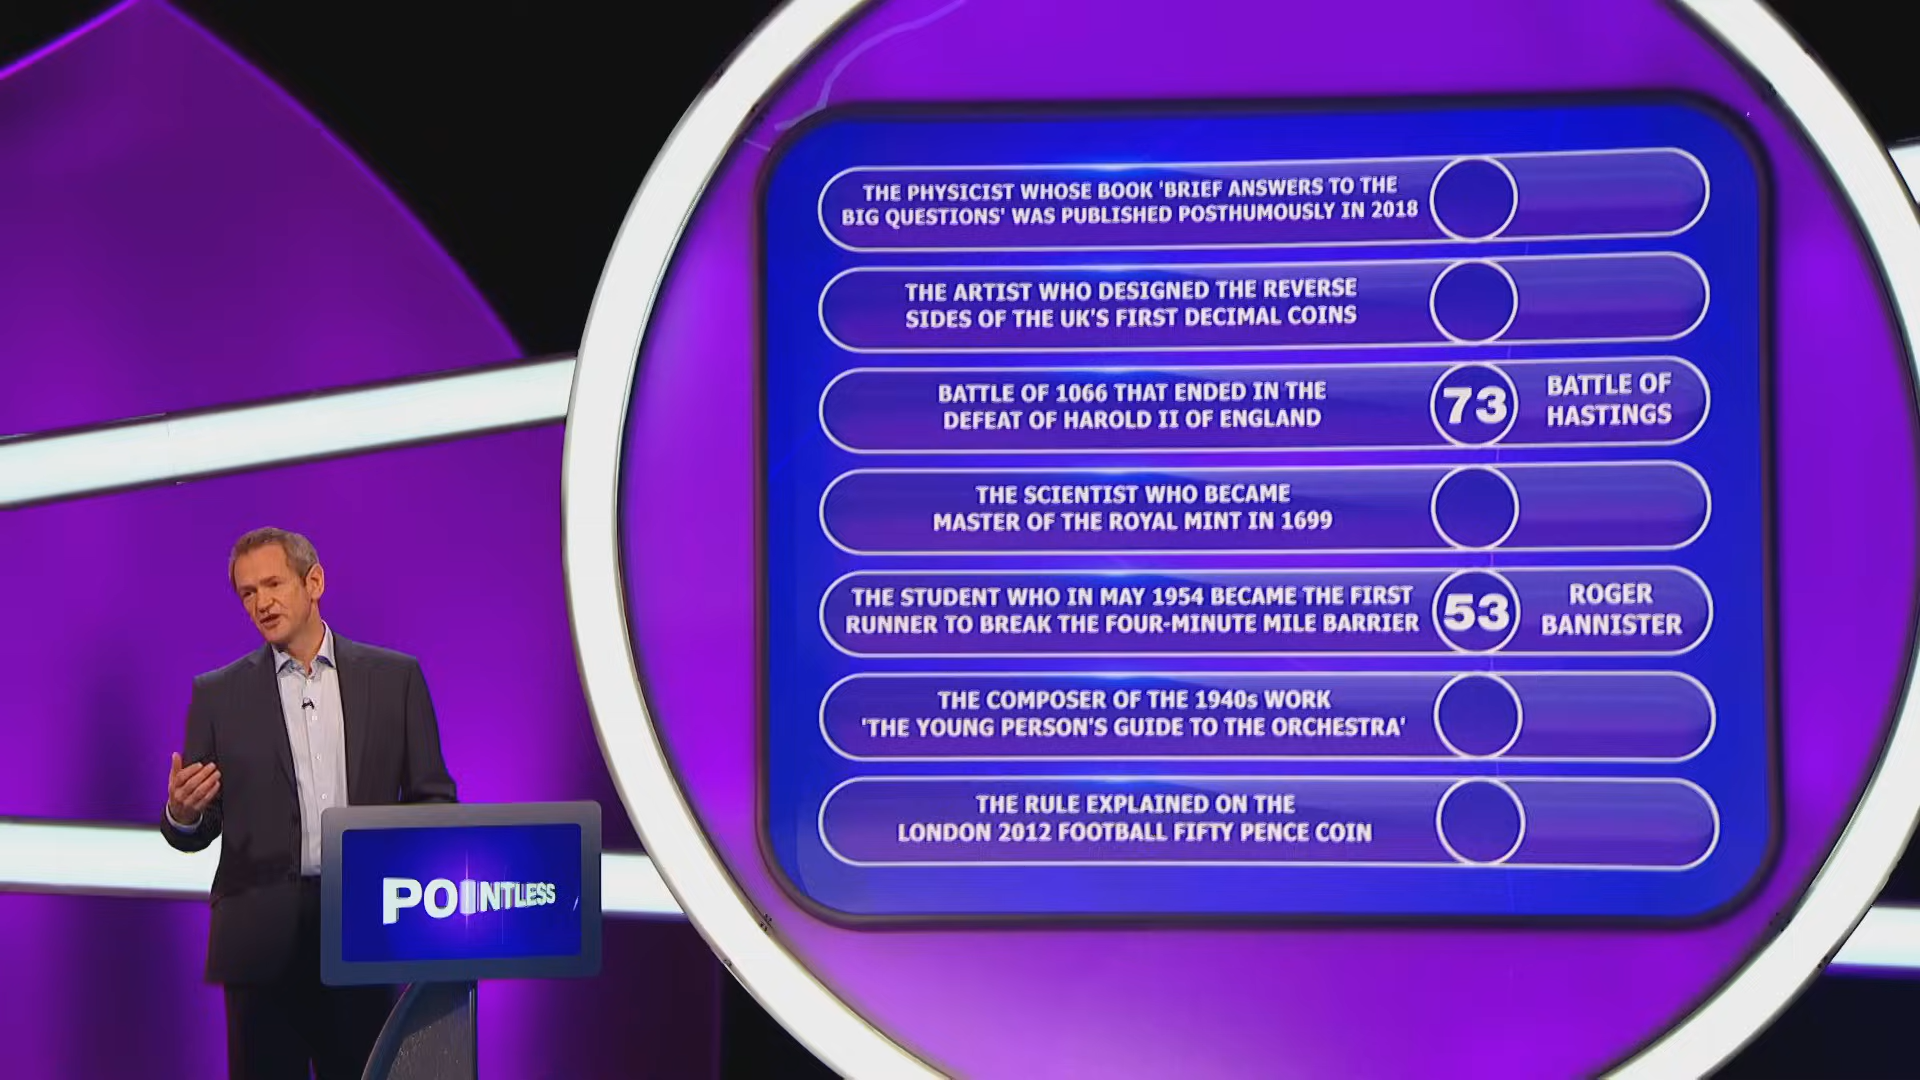 THE PHYSICIST WHOSE BOOK 'BRIEF ANSWERS TO THE
BIG QUESTIONS' WAS PUBLISHED POSTHUMOUSLY IN 2018
THE ARTIST WHO DESIGNED THE REVERSE
SIDES OF THE UK'S FIRST DECIMAL COINS
BATTLE OF 1066 THAT ENDED IN THE
DEFEAT OF HAROLD II OF ENGLAND
73
BATTLE OF
HASTINGS
THE SCIENTIST WHO BECAME
MASTER OF THE ROYAL MINT IN 1699
THE STUDENT WHO IN MAY 1954 BECAME THE FIRST
RUNNER TO BREAK THE FOUR-MINUTE MILE BARRIER
53
ROGER
BANNISTER
THE COMPOSER OF THE 1940s WORK
'THE YOUNG PERSON'S GUIDE TO THE ORCHESTRA'
THE RULE EXPLAINED ON THE
LONDON 2012 FOOTBALL FIFTY PENCE COIN
POINTLESS